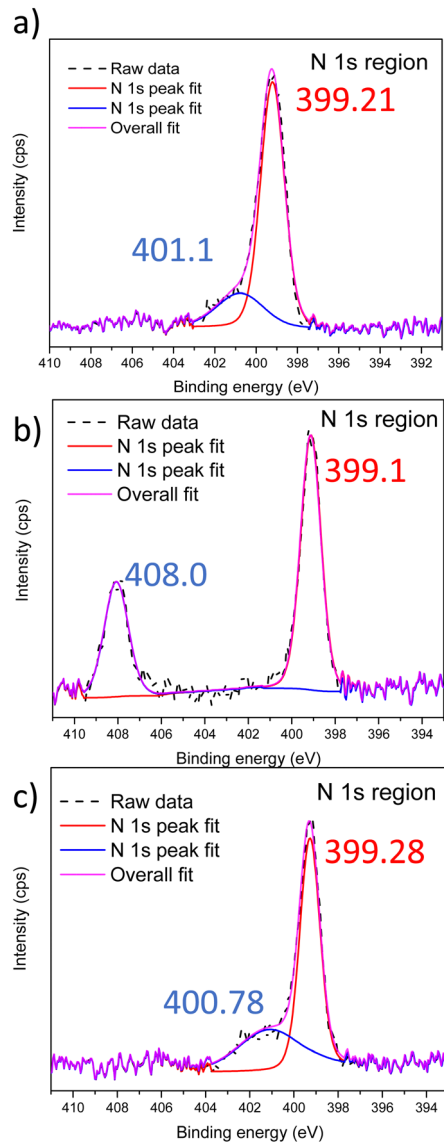 a)
N 1s region
Raw data
N 1s peak fit
N 1s peak fit
Overall fit
399.21
401.1
Intensity (cps)
410 408 406 404 402 400 398 396 394 392
Binding energy (eV)
b)
N 1s region
Raw data
N 1s peak fit
N 1s peak fit
Overall fit
399.1
408.0
Intensity (cps)
410 408 406 404 402 400 398 396 394
Binding energy (eV)
c)
N 1s region
Raw data
N 1s peak fit
N 1s peak fit
Overall fit
399.28
400.78
Intensity (cps)
410 408 406 404 402 400 398 396 394
Binding energy (eV)